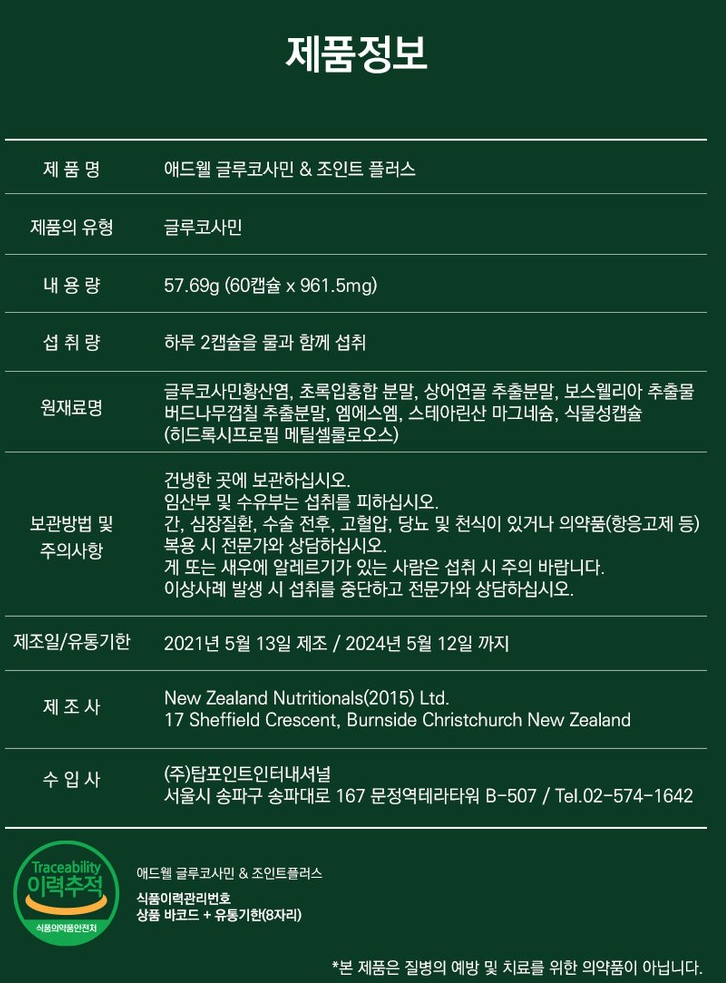 제품정보
제 품 명
애드웰 글루코사민 & 조인트 플러스
제품의 유형
글루코사민
내 용 량
57.69g (60캡슐 x 961.5mg)
섭 취 량
하루 2캡슐을 물과 함께 섭취
원재료명
글루코사민황산염, 초록입홍합 분말, 상어연골 추출분말, 보스웰리아 추출물
버드나무껍칠 추출분말, 엠에스엠, 스테아린산 마그네슘, 식물성캡슐
(히드록시프로필 메틸셀룰로오스)
보관방법 및
주의사항
건냉한 곳에 보관하십시오.
임산부 및 수유부는 섭취를 피하십시오.
간, 심장질환, 수술 전후, 고혈압, 당뇨 및 천식이 있거나 의약품(항응고제 등)
복용 시 전문가와 상담하십시오.
게 또는 새우에 알레르기가 있는 사람은 섭취 시 주의 바랍니다.
이상사례 발생 시 섭취를 중단하고 전문가와 상담하십시오.
제조일/유통기한
2021년 5월 13일 제조 / 2024년 5월 12일 까지
제 조 사
New Zealand Nutritionals(2015) Ltd.
17 Sheffield Crescent, Burnside Christchurch New Zealand
수 입 사
(주)탑포인트인터내셔널
서울시 송파구 송파대로 167 문정역테라타워 B-507 / Tel.02-574-1642
Traceability
이력추적
식품의약품안전처
애드웰 글루코사민 & 조인트플러스
식품이력관리번호
상품 바코드 + 유통기한(8자리)
*본 제품은 질병의 예방 및 치료를 위한 의약품이 아닙니다.